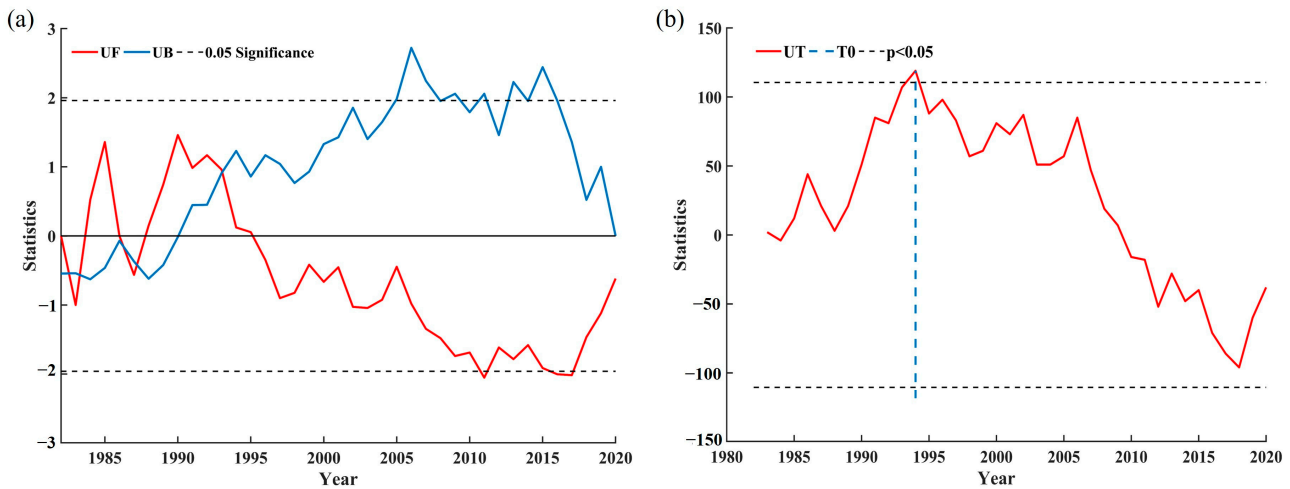 (a)
UF UB 0.05 Significance
3
2
1
0
−1
−2
−3
Statistics
1985 1990 1995 2000 2005 2010 2015 2020
Year
(b)
UT T0 p<0.05
150
100
50
0
−50
−100
−150
Statistics
1980 1985 1990 1995 2000 2005 2010 2015 2020
Year